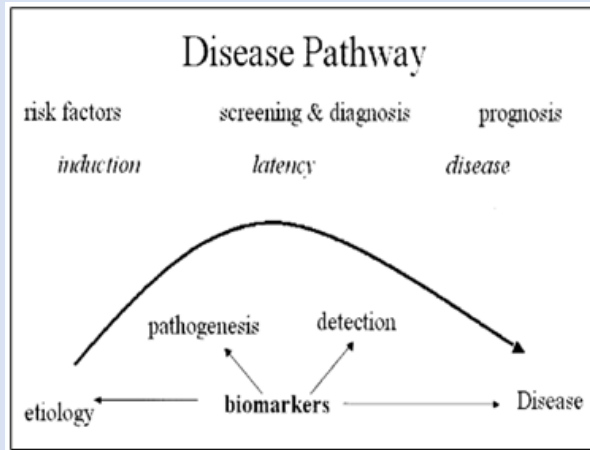 Disease Pathway
risk factors screening & diagnosis prognosis
induction latency disease
pathogenesis detection
etiology biomarkers Disease